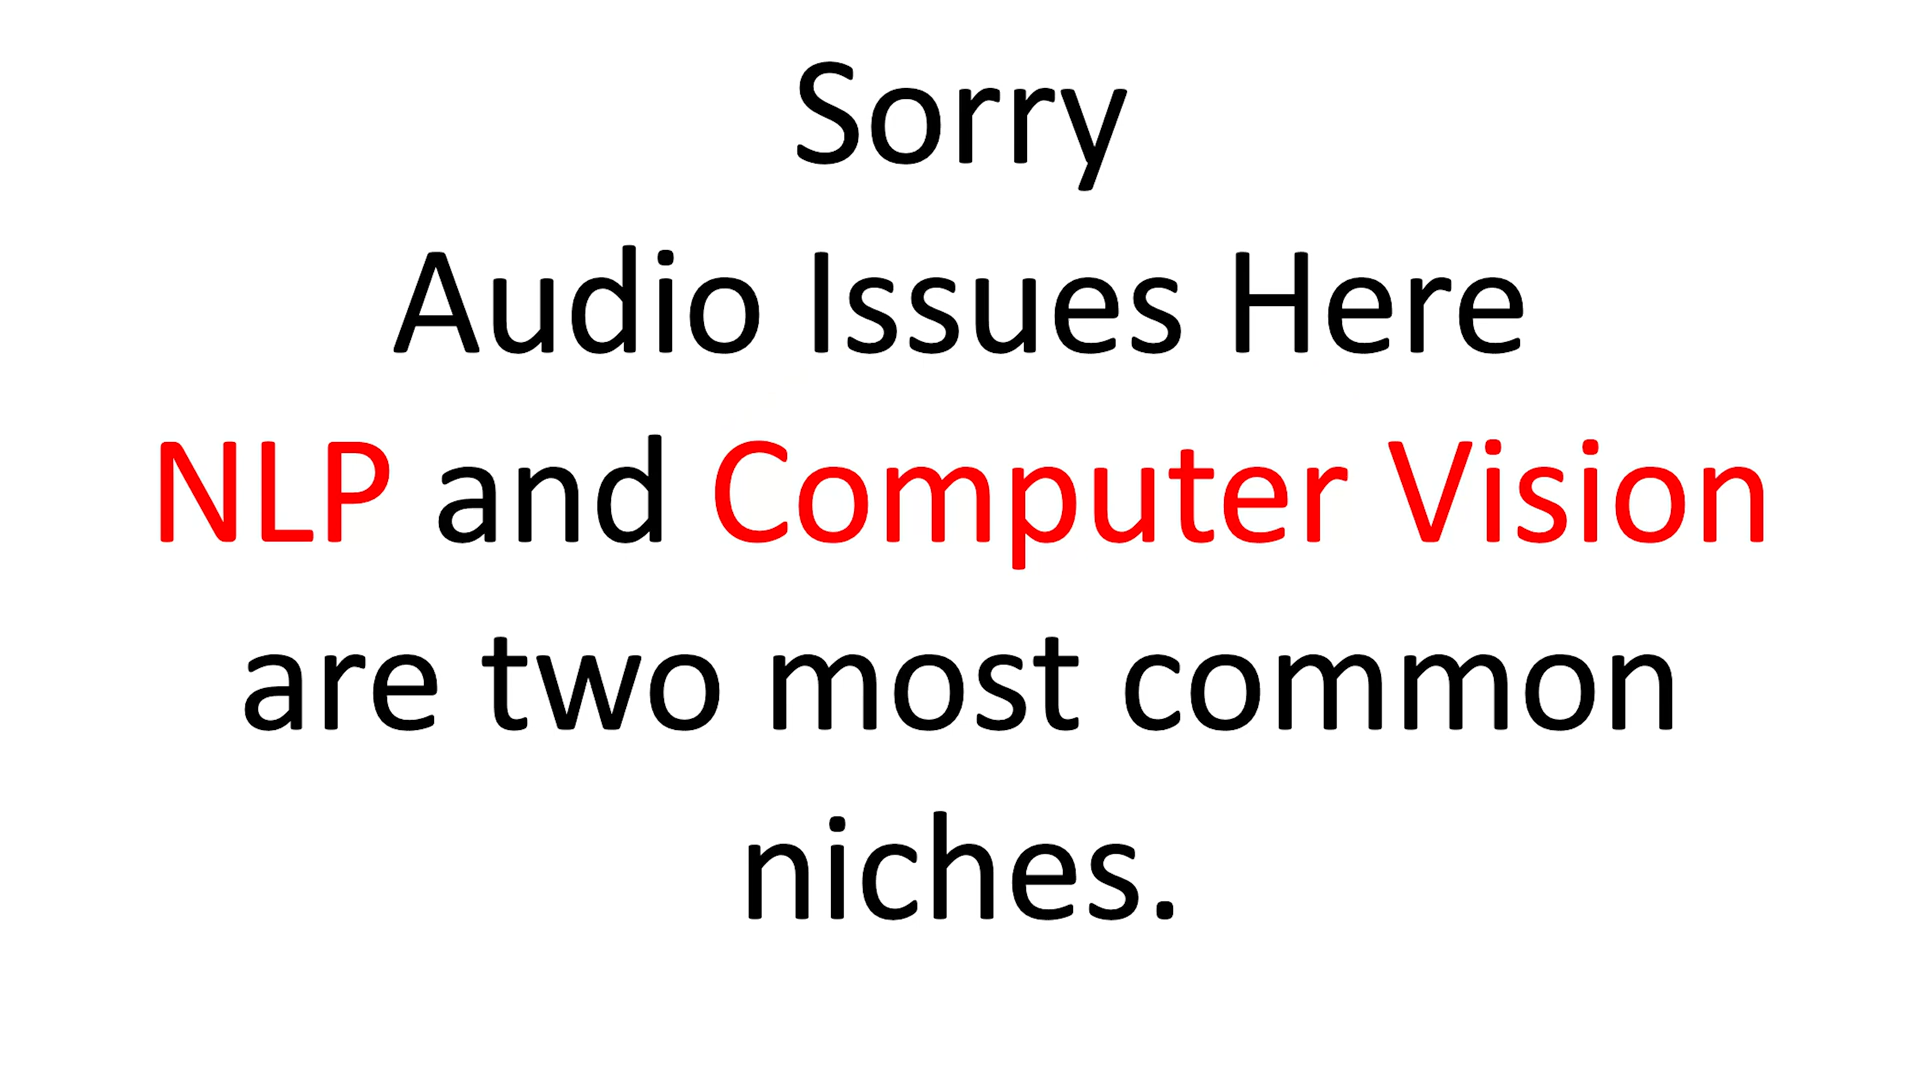 Sorry
Audio Issues Here
NLP and Computer Vision
are two most common
niches.